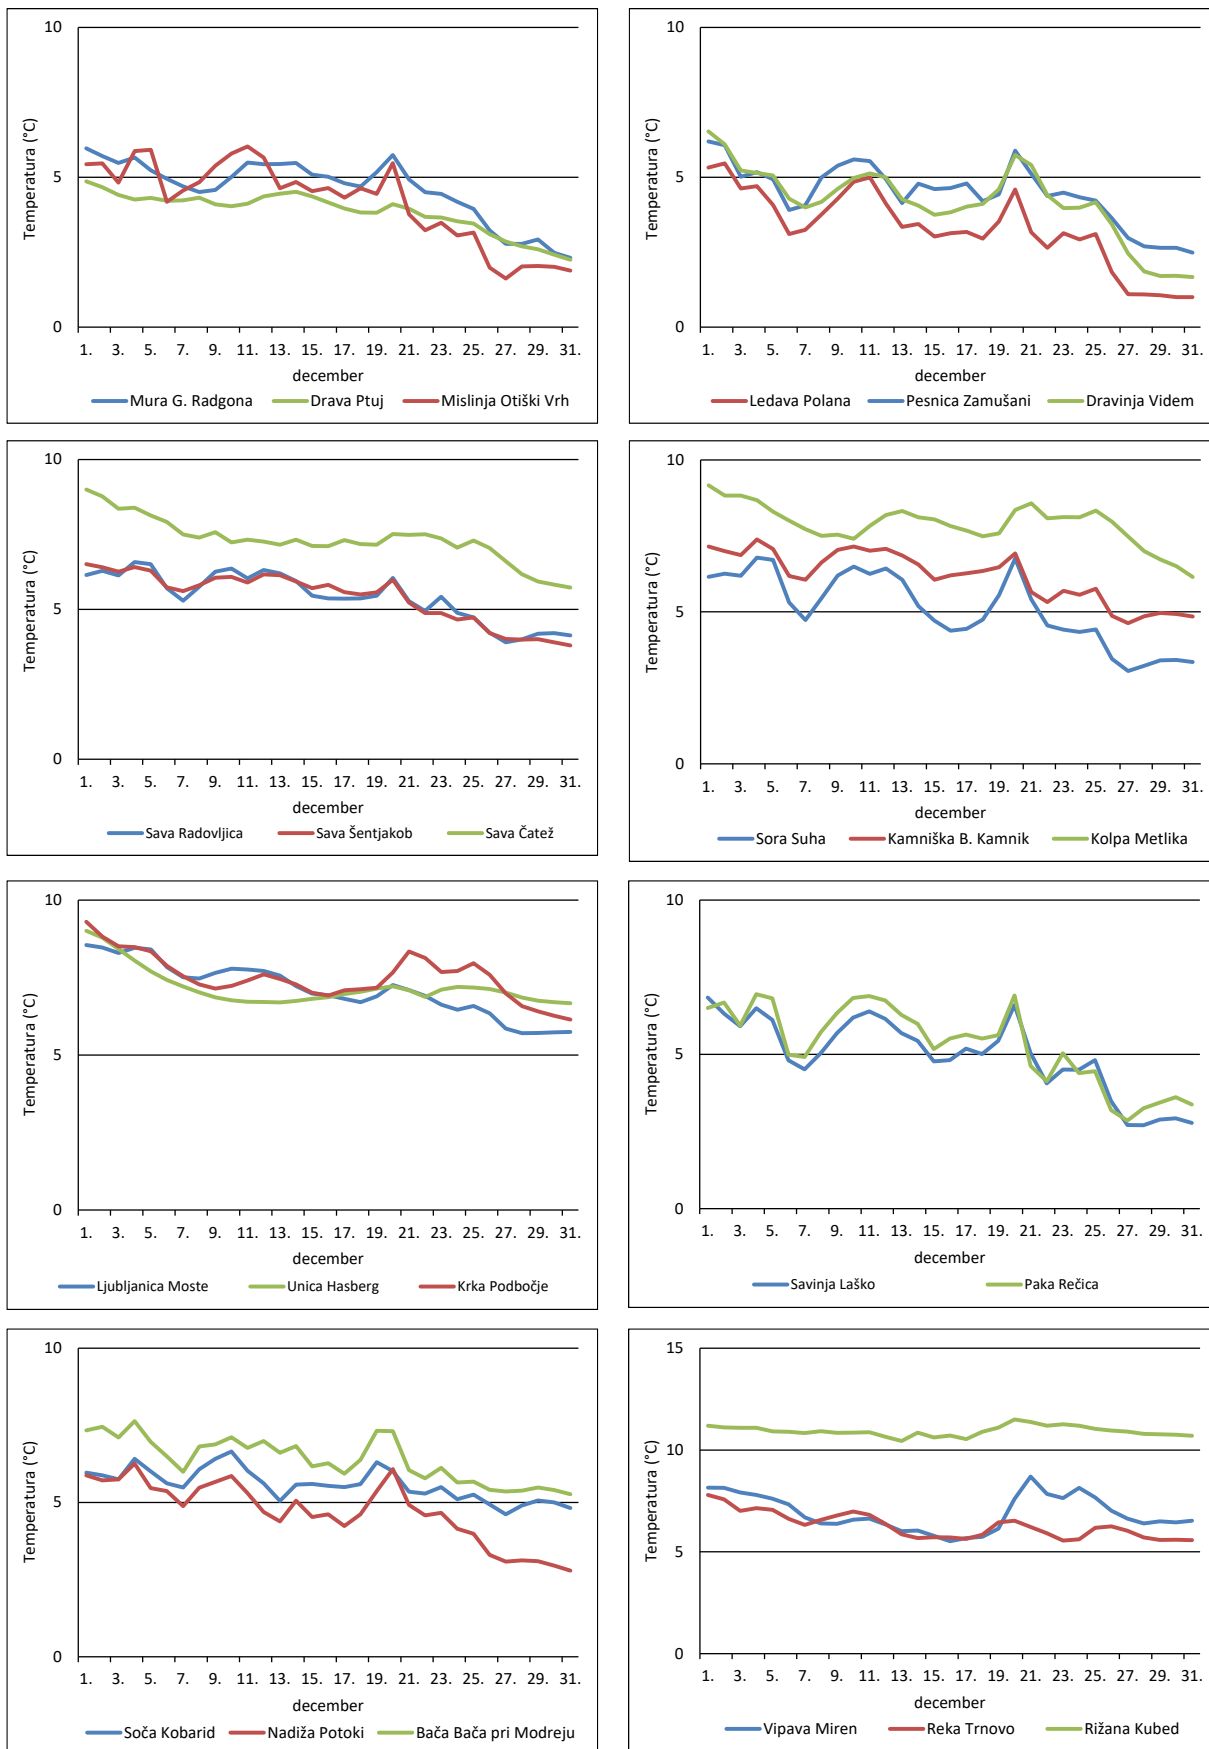 10
5
0
Temperatura (°C)
1. 3. 5. 7. 9. 11. 13. 15. 17. 19. 21. 23. 25. 27. 29. 31.
december
Mura G. Radgona Drava Ptuj Mislinja Otiški Vrh
10
5
0
Temperatura (°C)
1. 3. 5. 7. 9. 11. 13. 15. 17. 19. 21. 23. 25. 27. 29. 31.
december
Ledava Polana Pesnica Zamušani Dravinja Videm
10
5
0
Temperatura (°C)
1. 3. 5. 7. 9. 11. 13. 15. 17. 19. 21. 23. 25. 27. 29. 31.
december
Sava Radovljica Sava Šentjakob Sava Čatež
10
5
0
Temperatura (°C)
1. 3. 5. 7. 9. 11. 13. 15. 17. 19. 21. 23. 25. 27. 29. 31.
december
Sora Suha Kamniška B. Kamnik Kolpa Metlika
10
5
0
Temperatura (°C)
1. 3. 5. 7. 9. 11. 13. 15. 17. 19. 21. 23. 25. 27. 29. 31.
december
Ljubljanica Moste Unica Hasberg Krka Podbočje
10
5
0
Temperatura (°C)
1. 3. 5. 7. 9. 11. 13. 15. 17. 19. 21. 23. 25. 27. 29. 31.
december
Savinja Laško Paka Rečica
10
5
0
Temperatura (°C)
1. 3. 5. 7. 9. 11. 13. 15. 17. 19. 21. 23. 25. 27. 29. 31.
december
Soča Kobarid Nadiža Potoki Bača Bača pri Modreju
15
10
5
0
Temperatura (°C)
1. 3. 5. 7. 9. 11. 13. 15. 17. 19. 21. 23. 25. 27. 29. 31.
december
Vipava Miren Reka Trnovo Rižana Kubed